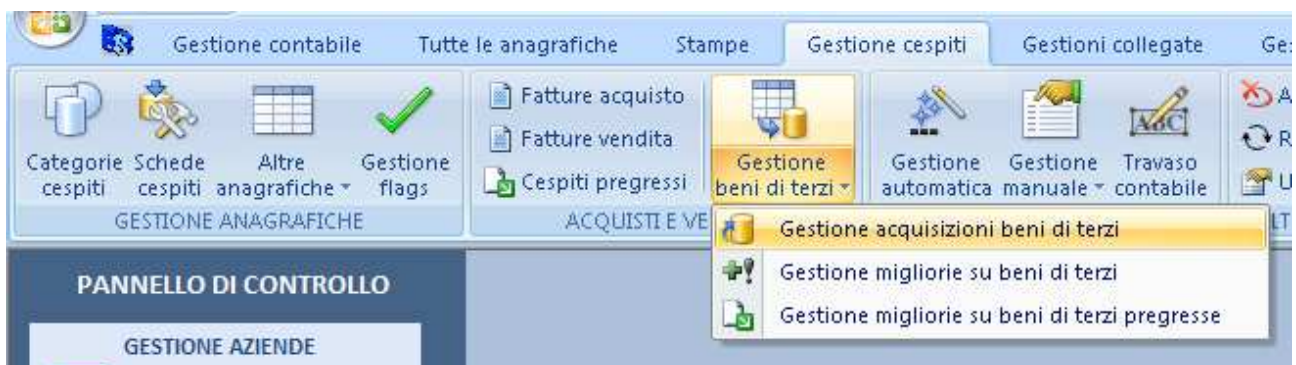 Gestione contabile Tutte le anagrafiche Stampe Gestione cespiti Gestioni collegate
Categorie cespiti
Schede cespiti
Altre anagrafiche
Gestione flags
GESTIONE ANAGRAFICHE
Fatture acquisto
Fatture vendita
Cespiti pregressi
Gestione beni di terzi
ACQUISTI E VE
Gestione automatica
Gestione manuale
Travaso contabile
Gestione acquisizioni beni di terzi
Gestione migliorie su beni di terzi
Gestione migliorie su beni di terzi pregresse
PANNELLO DI CONTROLLO
GESTIONE AZIENDE